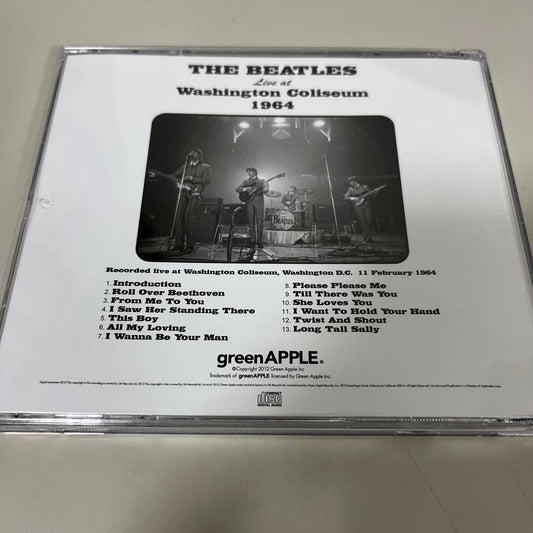 THE BEATLES
Live at
Washington Coliseum
1964
THE BEATLES
Recorded live at Washington Coliseum, Washington D.C. 11 February 1964
1. Introduction
2. Roll Over Beethoven
3. From Me To You
4. I Saw Her Standing There
5. This Boy
6. All My Loving
7. I Wanna Be Your Man
8. Please Please Me
9. Till There Was You
10. She Loves You
11. I Want To Hold Your Hand
12. Twist And Shout
13. Long Tall Sally
greenAPPLE®
©Copyright 2012 Green Apple Inc
Trademark of greenAPPLE licensed by Green Apple Inc.
COMPACT
disc
DIGITAL AUDIO